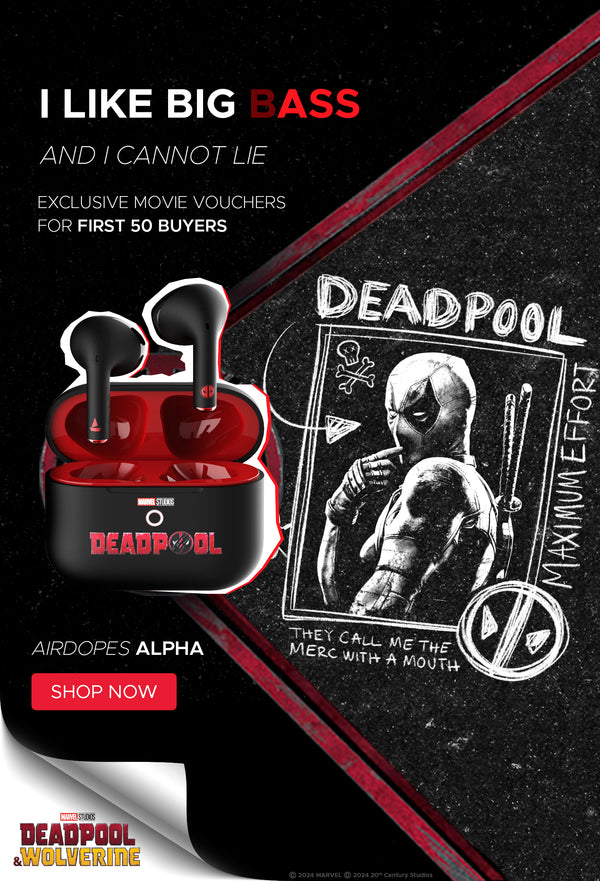 I LIKE BIG BASS
AND I CANNOT LIE
EXCLUSIVE MOVIE VOUCHERS
FOR FIRST 50 BUYERS
DEADPOOL
MAXIMUM EFFORT
MARVEL STUDIOS
DEADPOOL
THEY CALL ME THE
MERC WITH A MOUTH
AIRDOPES ALPHA
SHOP NOW
MARVEL STUDIOS
DEADPOOL
& WOLVERINE
© 2024 MARVEL © 2024 20th Century Studios